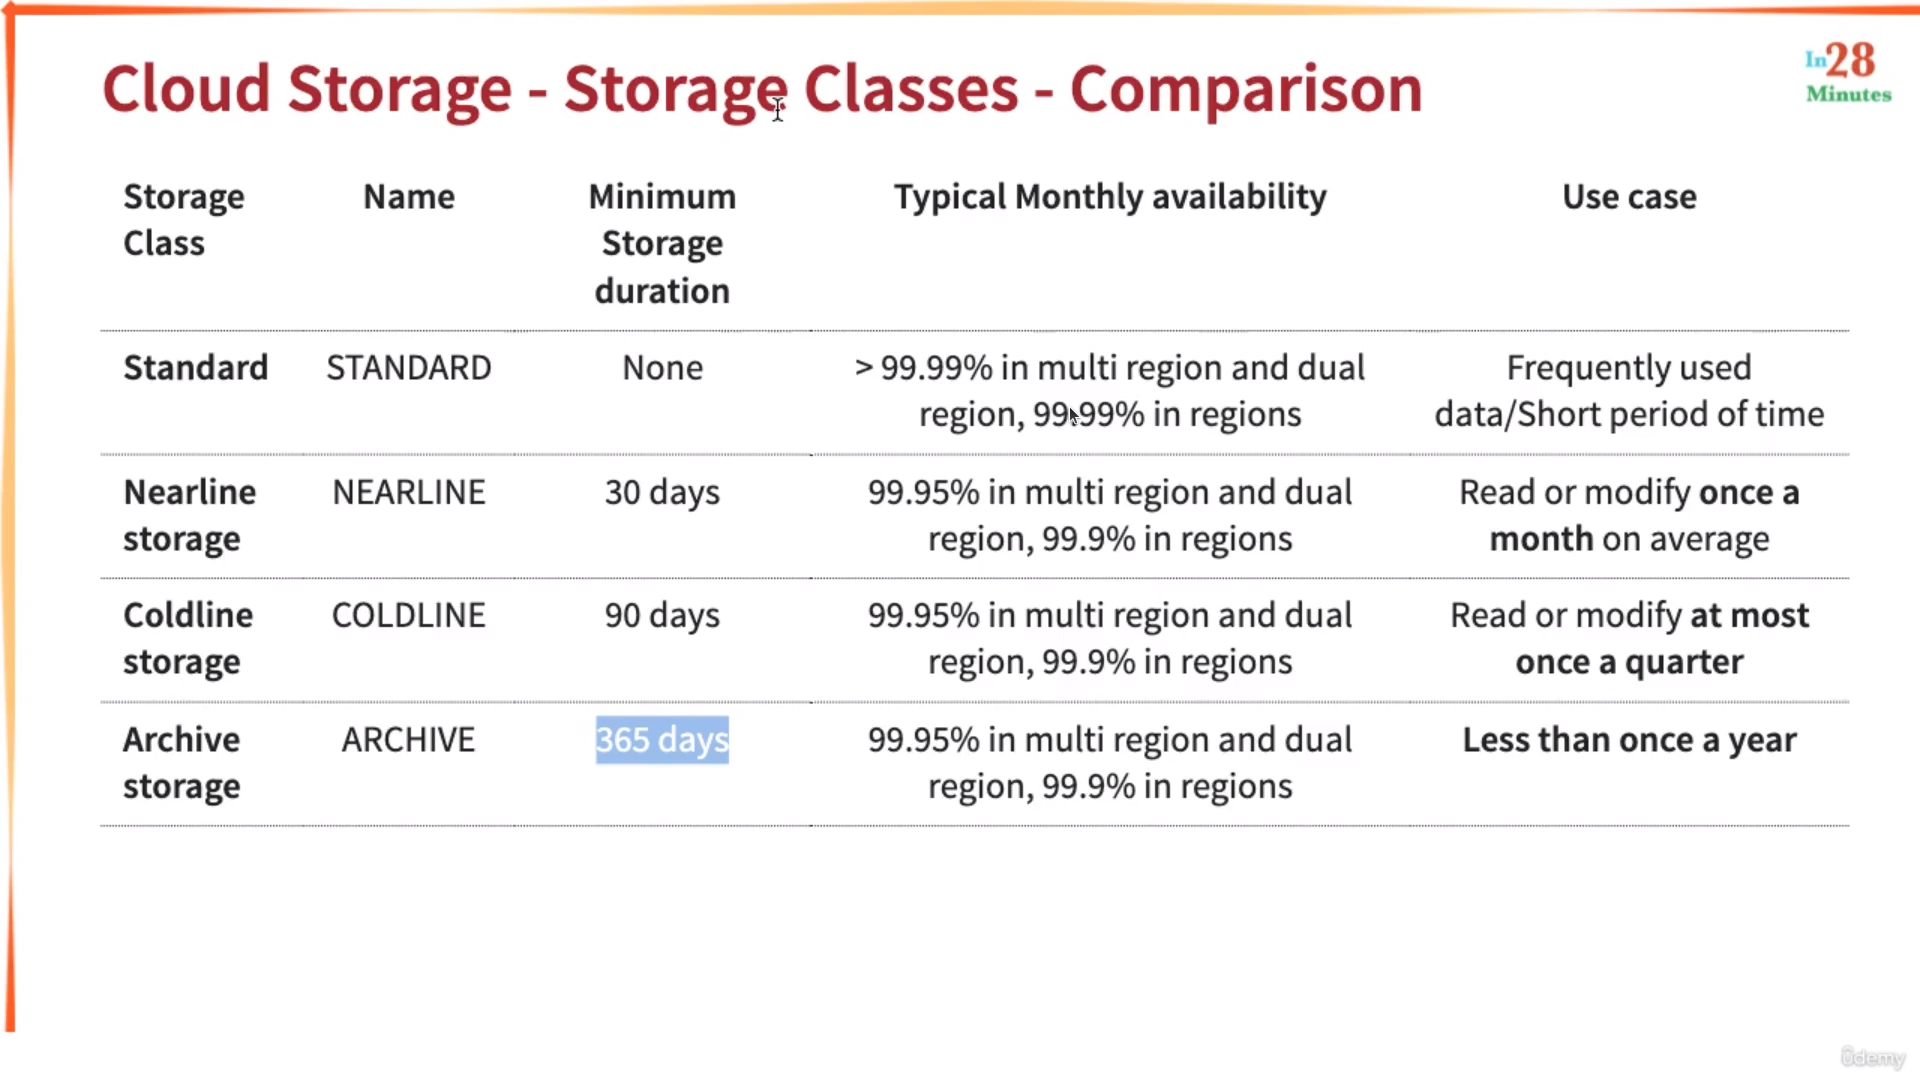 Cloud Storage - Storage Classes - Comparison
In28
Minutes
Storage
Class
Name
Minimum
Storage
duration
Typical Monthly availability
Use case
Standard
STANDARD
None
> 99.99% in multi region and dual
region, 99.99% in regions
Frequently used
data/Short period of time
Nearline
storage
NEARLINE
30 days
99.95% in multi region and dual
region, 99.9% in regions
Read or modify once a
month on average
Coldline
storage
COLDLINE
90 days
99.95% in multi region and dual
region, 99.9% in regions
Read or modify at most
once a quarter
Archive
storage
ARCHIVE
365 days
99.95% in multi region and dual
region, 99.9% in regions
Less than once a year
ûdemy